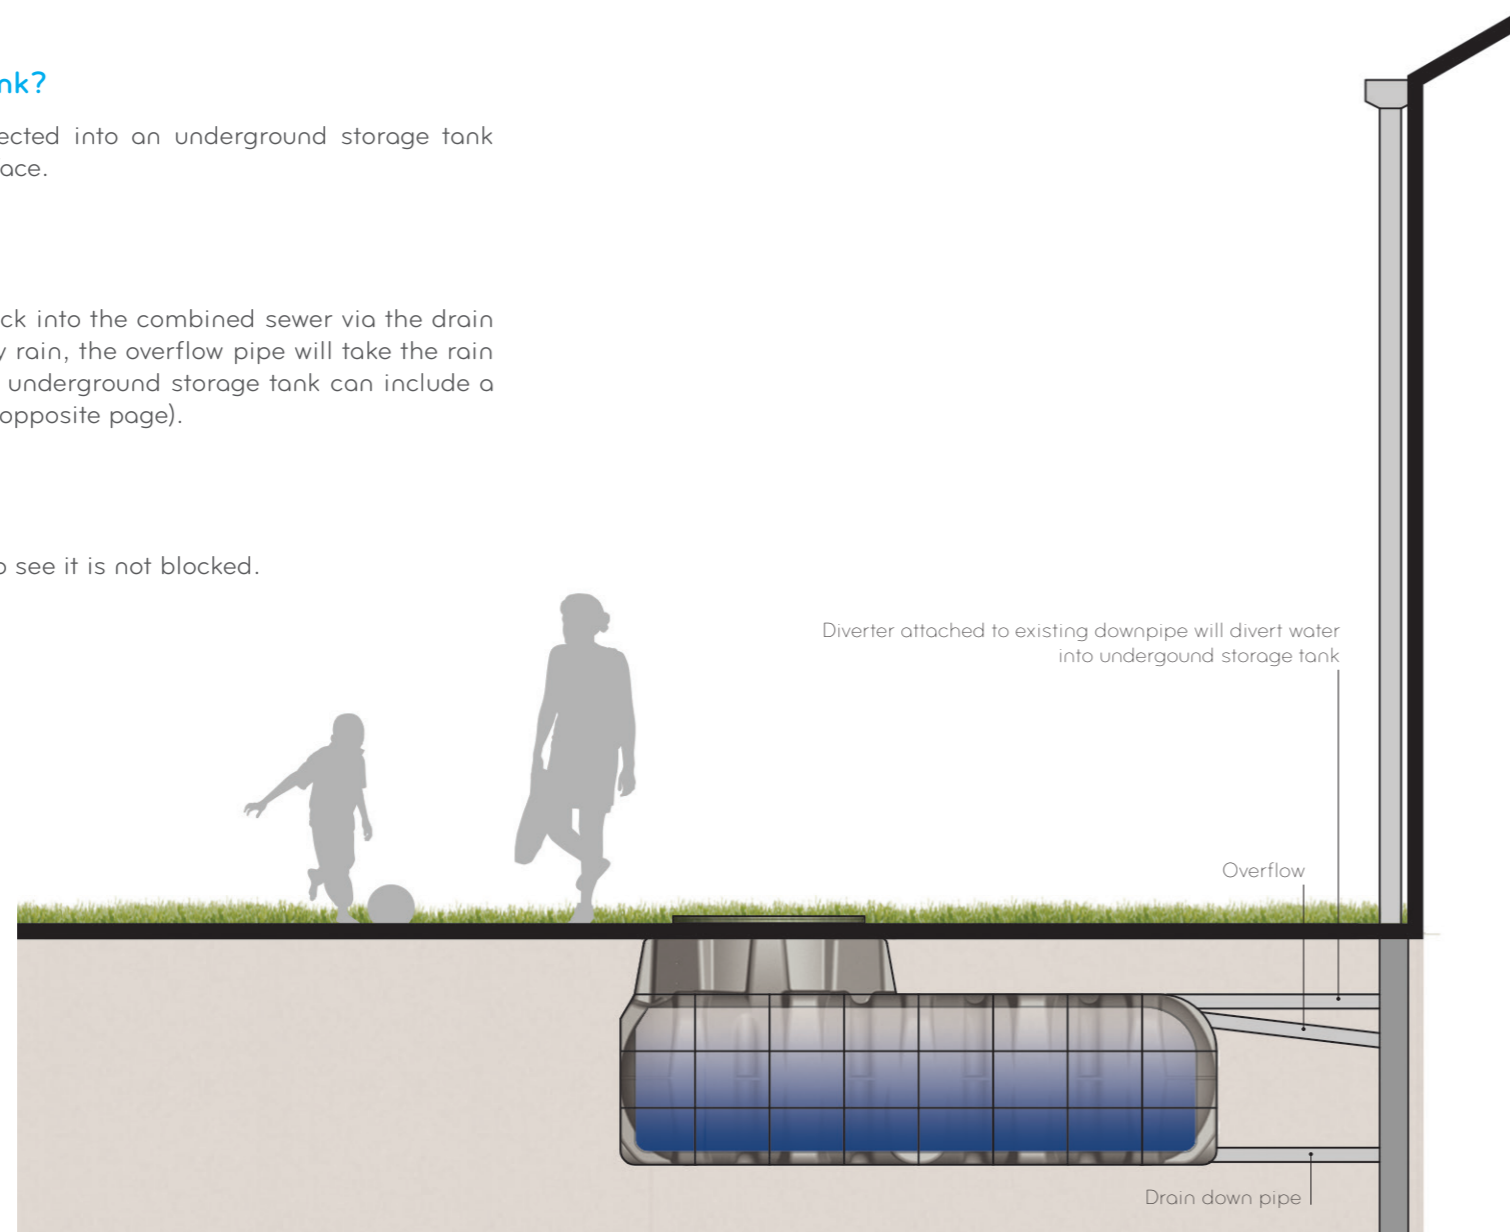 nk?
ected into an underground storage tank
ace.
ck into the combined sewer via the drain
y rain, the overflow pipe will take the rain
underground storage tank can include a
opposite page).
o see it is not blocked.
Diverter attached to existing downpipe will divert water
into undergound storage tank
Overflow
Drain down pipe